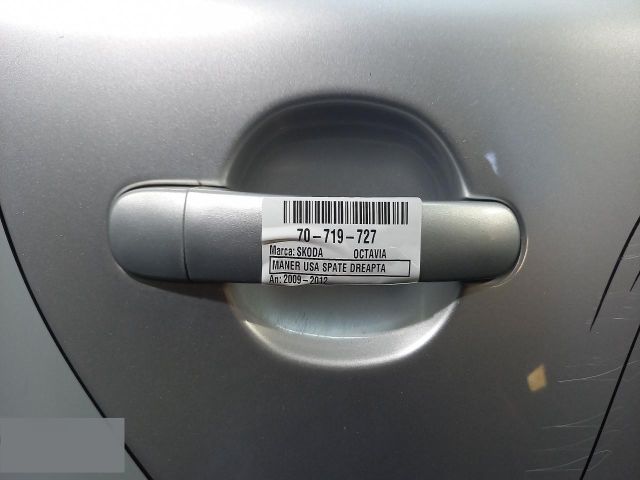 70-719-727
Marca: SKODA OCTAVIA
MANER USA SPATE DREAPTA
An: 2009-2012